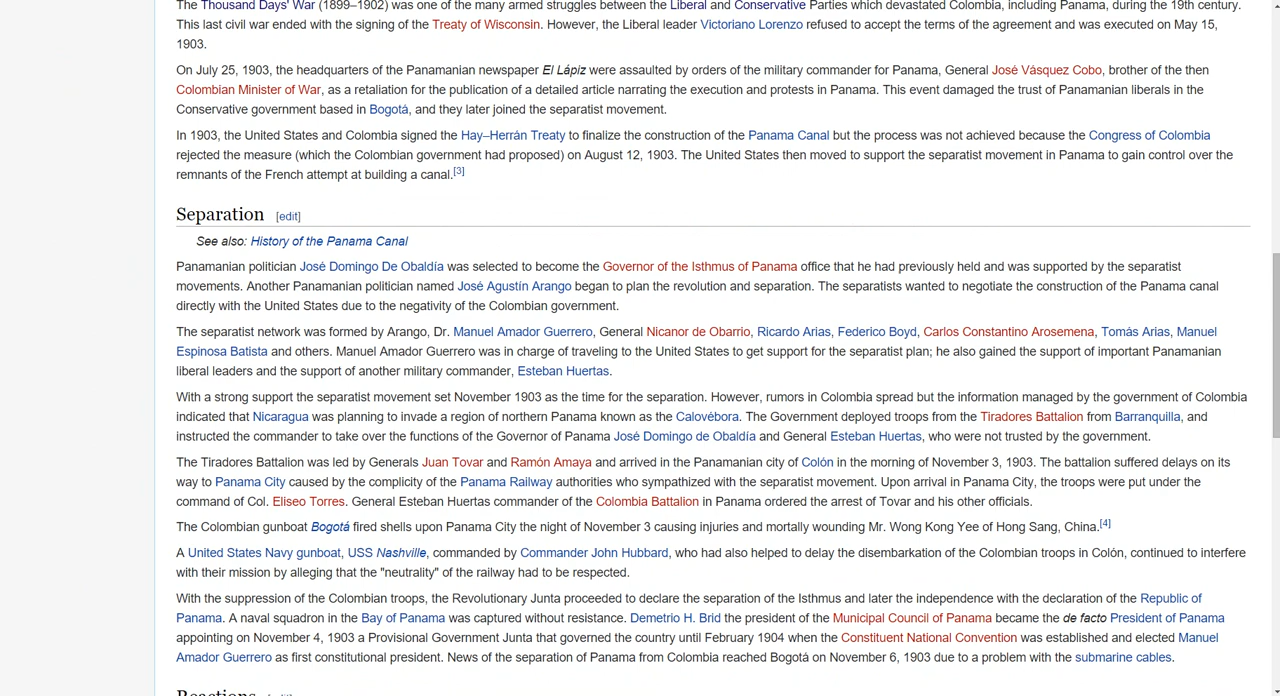 The Thousand Days' War (1899–1902) was one of the many armed struggles between the Liberal and Conservative Parties which devastated Colombia, including Panama, during the 19th century.
This last civil war ended with the signing of the Treaty of Wisconsin. However, the Liberal leader Victoriano Lorenzo refused to accept the terms of the agreement and was executed on May 15,
1903.
On July 25, 1903, the headquarters of the Panamanian newspaper El Lápiz were assaulted by orders of the military commander for Panama, General José Vásquez Cobo, brother of the then
Colombian Minister of War, as a retaliation for the publication of a detailed article narrating the execution and protests in Panama. This event damaged the trust of Panamanian liberals in the
Conservative government based in Bogotá, and they later joined the separatist movement.
In 1903, the United States and Colombia signed the Hay–Herrán Treaty to finalize the construction of the Panama Canal but the process was not achieved because the Congress of Colombia
rejected the measure (which the Colombian government had proposed) on August 12, 1903. The United States then moved to support the separatist movement in Panama to gain control over the
remnants of the French attempt at building a canal.[3]
Separation [edit]
See also: History of the Panama Canal
Panamanian politician José Domingo De Obaldía was selected to become the Governor of the Isthmus of Panama office that he had previously held and was supported by the separatist
movements. Another Panamanian politician named José Agustín Arango began to plan the revolution and separation. The separatists wanted to negotiate the construction of the Panama canal
directly with the United States due to the negativity of the Colombian government.
The separatist network was formed by Arango, Dr. Manuel Amador Guerrero, General Nicanor de Obarrio, Ricardo Arias, Federico Boyd, Carlos Constantino Arosemena, Tomás Arias, Manuel
Espinosa Batista and others. Manuel Amador Guerrero was in charge of traveling to the United States to get support for the separatist plan; he also gained the support of important Panamanian
liberal leaders and the support of another military commander, Esteban Huertas.
With a strong support the separatist movement set November 1903 as the time for the separation. However, rumors in Colombia spread but the information managed by the government of Colombia
indicated that Nicaragua was planning to invade a region of northern Panama known as the Calovébora. The Government deployed troops from the Tiradores Battalion from Barranquilla, and
instructed the commander to take over the functions of the Governor of Panama José Domingo de Obaldía and General Esteban Huertas, who were not trusted by the government.
The Tiradores Battalion was led by Generals Juan Tovar and Ramón Amaya and arrived in the Panamanian city of Colón in the morning of November 3, 1903. The battalion suffered delays on its
way to Panama City caused by the complicity of the Panama Railway authorities who sympathized with the separatist movement. Upon arrival in Panama City, the troops were put under the
command of Col. Eliseo Torres. General Esteban Huertas commander of the Colombia Battalion in Panama ordered the arrest of Tovar and his other officials.
The Colombian gunboat Bogotá fired shells upon Panama City the night of November 3 causing injuries and mortally wounding Mr. Wong Kong Yee of Hong Sang, China.[4]
A United States Navy gunboat, USS Nashville, commanded by Commander John Hubbard, who had also helped to delay the disembarkation of the Colombian troops in Colón, continued to interfere
with their mission by alleging that the "neutrality" of the railway had to be respected.
With the suppression of the Colombian troops, the Revolutionary Junta proceeded to declare the separation of the Isthmus and later the independence with the declaration of the Republic of
Panama. A naval squadron in the Bay of Panama was captured without resistance. Demetrio H. Brid the president of the Municipal Council of Panama became the de facto President of Panama
appointing on November 4, 1903 a Provisional Government Junta that governed the country until February 1904 when the Constituent National Convention was established and elected Manuel
Amador Guerrero as first constitutional president. News of the separation of Panama from Colombia reached Bogotá on November 6, 1903 due to a problem with the submarine cables.
Reactions [edit]